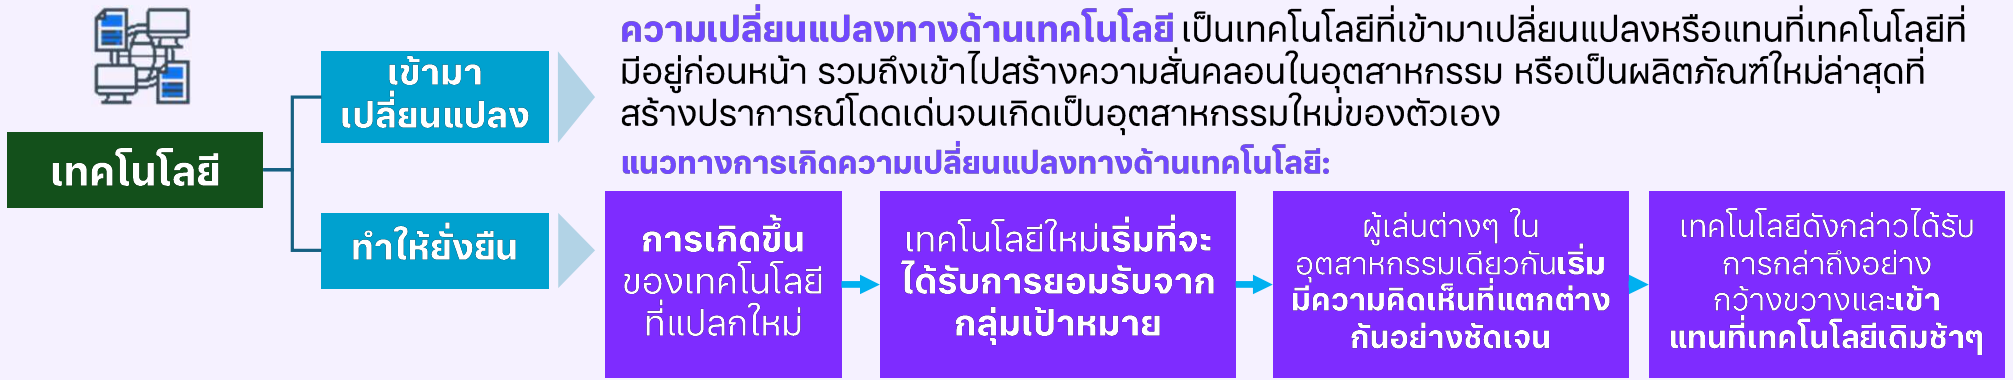 เทคโนโลยี
เข้ามา
เปลี่ยนแปลง
ทำให้ยั่งยืน
ความเปลี่ยนแปลงทางด้านเทคโนโลยี เป็นเทคโนโลยีที่เข้ามาเปลี่ยนแปลงหรือแทนที่เทคโนโลยีที่
มีอยู่ก่อนหน้า รวมถึงเข้าไปสร้างความสั่นคลอนในอุตสาหกรรม หรือเป็นผลิตภัณฑ์ใหม่ล่าสุดที่
สร้างปราการณ์โดดเด่นจนเกิดเป็นอุตสาหกรรมใหม่ของตัวเอง
แนวทางการเกิดความเปลี่ยนแปลงทางด้านเทคโนโลยี:
การเกิดขึ้น
ของเทคโนโลยี
ที่แปลกใหม่
เทคโนโลยีใหม่เริ่มที่จะ
ได้รับการยอมรับจาก
กลุ่มเป้าหมาย
ผู้เล่นต่างๆ ใน
อุตสาหกรรมเดียวกันเริ่ม
มีความคิดเห็นที่แตกต่าง
กันอย่างชัดเจน
เทคโนโลยีดังกล่าวได้รับ
การกล่าถึงอย่าง
กว้างขวางและเข้า
แทนที่เทคโนโลยีเดิมช้าๆ